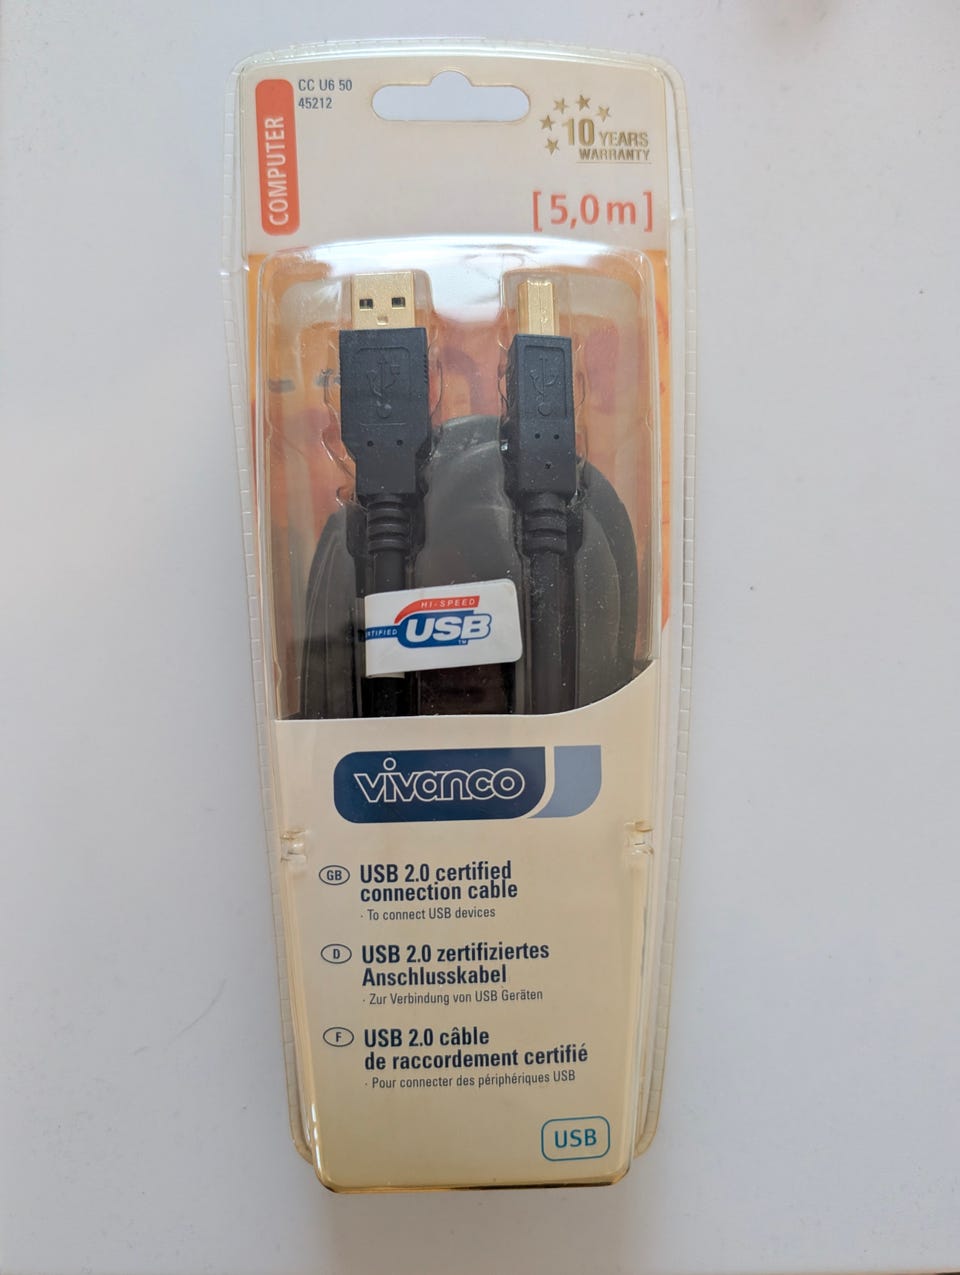 COMPUTER
CC U6 50
45212
10 YEARS
WARRANTY
[5,0 m]
HI-SPEED
USB
TM
vivanco
GB
USB 2.0 certified
connection cable
· To connect USB devices
D
USB 2.0 zertifiziertes
Anschlusskabel
· Zur Verbindung von USB Geräten
F
USB 2.0 câble
de raccordement certifié
· Pour connecter des périphériques USB
USB